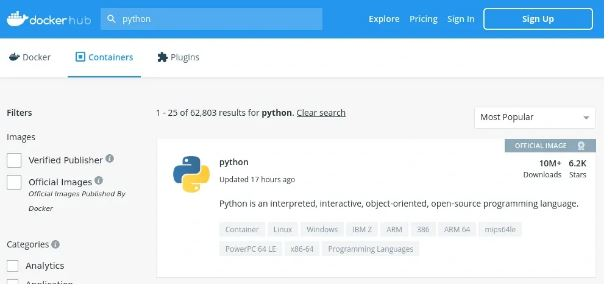 docker hub
python
Explore Pricing Sign In Sign Up
Docker Containers Plugins
Filters
1 - 25 of 62,803 results for python. Clear search
Most Popular
Images
OFFICIAL IMAGE
Verified Publisher
python
10M+ 6.2K
Downloads Stars
Official Images
Updated 17 hours ago
Official Images Published By
Docker
Python is an interpreted, interactive, object-oriented, open-source programming language.
Container Linux Windows IBM Z ARM 386 ARM 64 mips64le
Categories
PowerPC 64 LE x86-64 Programming Languages
Analytics